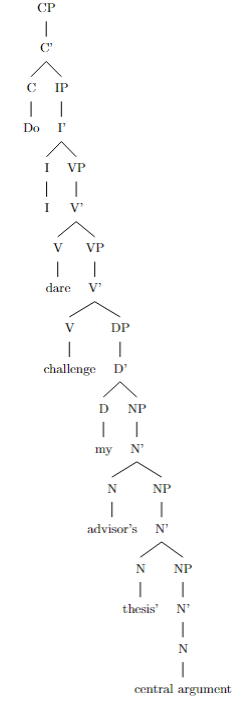 CP
C'
C IP
Do I'
I VP
I V'
V VP
dare V'
V DP
challenge D'
D NP
my N'
N NP
advisor's N'
N NP
thesis' N'
N
central argument